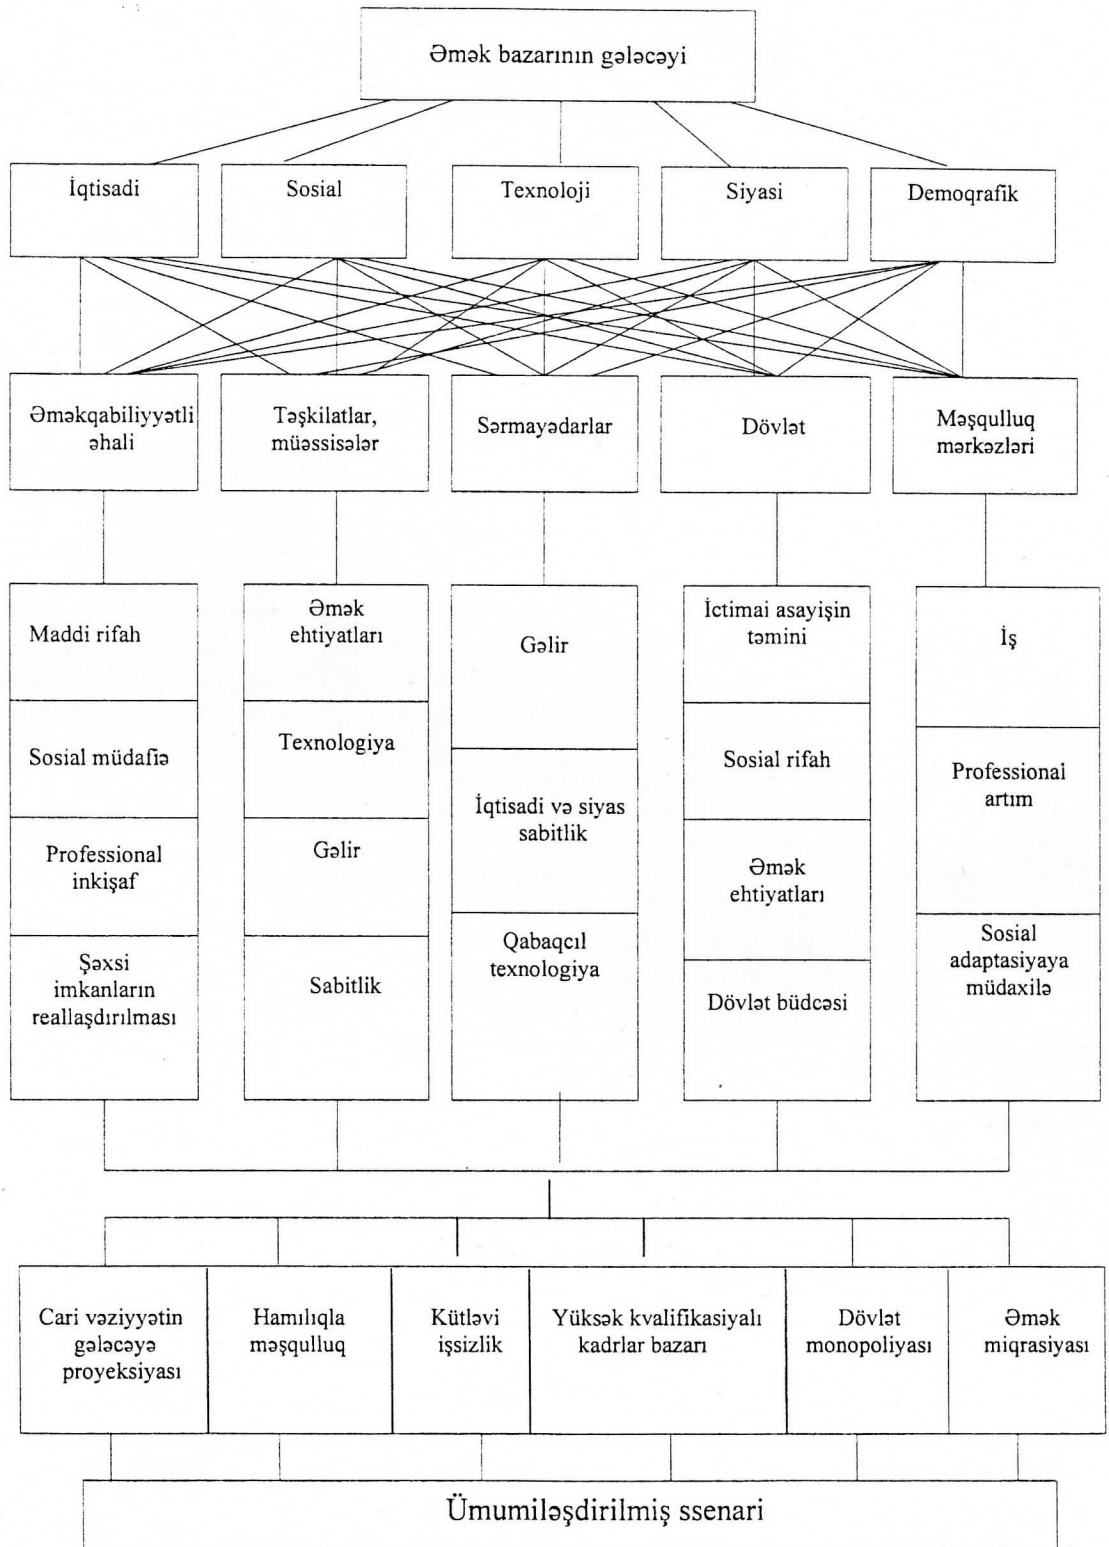 Əmək bazarının gələcəyi
İqtisadi
Sosial
Texnoloji
Siyasi
Demoqrafik
Əməkqabiliyyətli
əhali
Təşkilatlar,
müəssisələr
Sərmayədarlar
Dövlət
Məşqulluq
mərkəzləri
Maddi rifah
Sosial müdafiə
Professional
inkişaf
Şəxsi
imkanların
reallaşdırılması
Əmək
ehtiyatları
Texnologiya
Gəlir
Sabitlik
Gəlir
İqtisadi və siyas
sabitlik
Qabaqcıl
texnologiya
İctimai asayişin
təmini
Sosial rifah
Əmək
ehtiyatları
Dövlət büdcəsi
İş
Professional
artım
Sosial
adaptasiyaya
müdaxilə
Cari vəziyyətin
gələcəyə
proyeksiyası
Hamılıqla
məşqulluq
Kütləvi
işsizlik
Yüksək kvalifikasiyalı
kadrlar bazarı
Dövlət
monopoliyası
Əmək
miqrasiyası
Ümumiləşdirilmiş ssenari